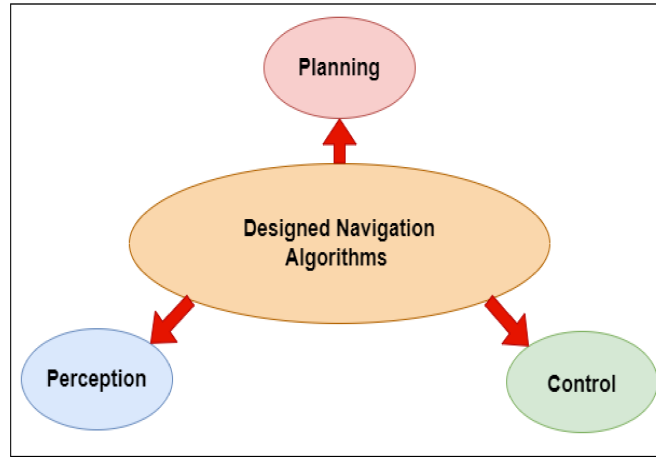 Planning
Designed Navigation
Algorithms
Perception
Control